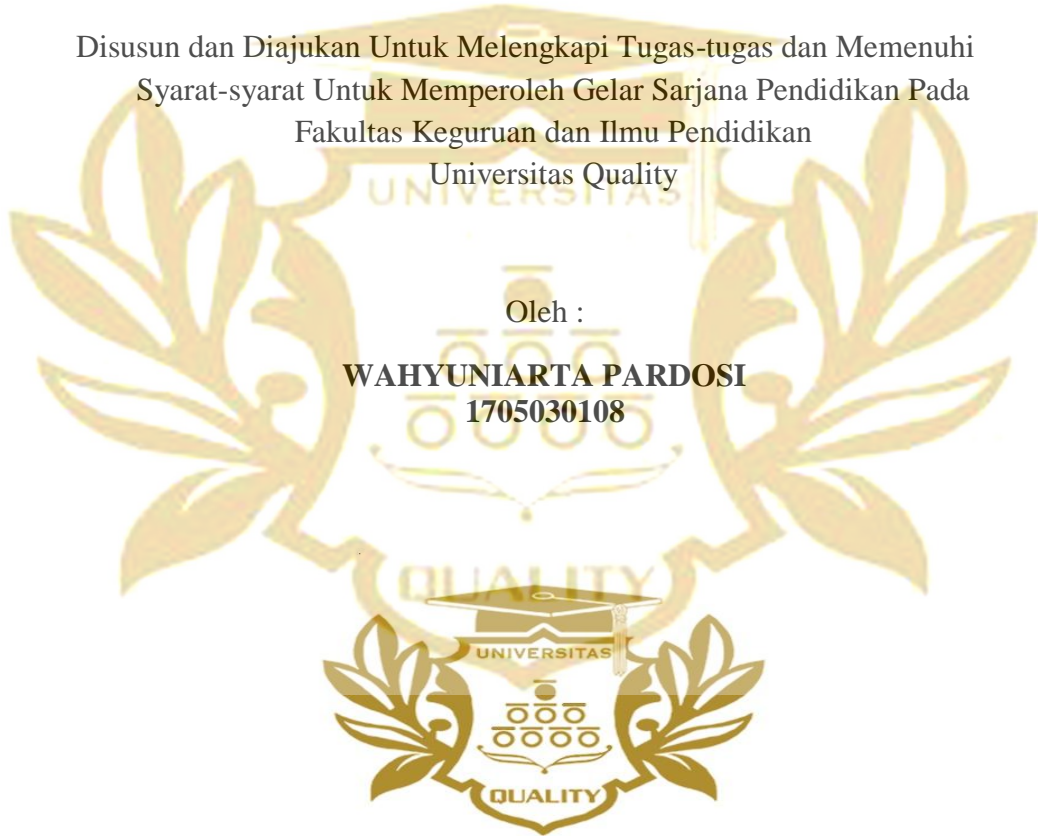 Disusun dan Diajukan Untuk Melengkapi Tugas-tugas dan Memenuhi
Syarat-syarat Untuk Memperoleh Gelar Sarjana Pendidikan Pada
Fakultas Keguruan dan Ilmu Pendidikan
Universitas Quality
UNIVERSITAS
Oleh :
WAHYUNIARTA PARDOSI
1705030108
QUALITY
UNIVERSITAS
QUALITY